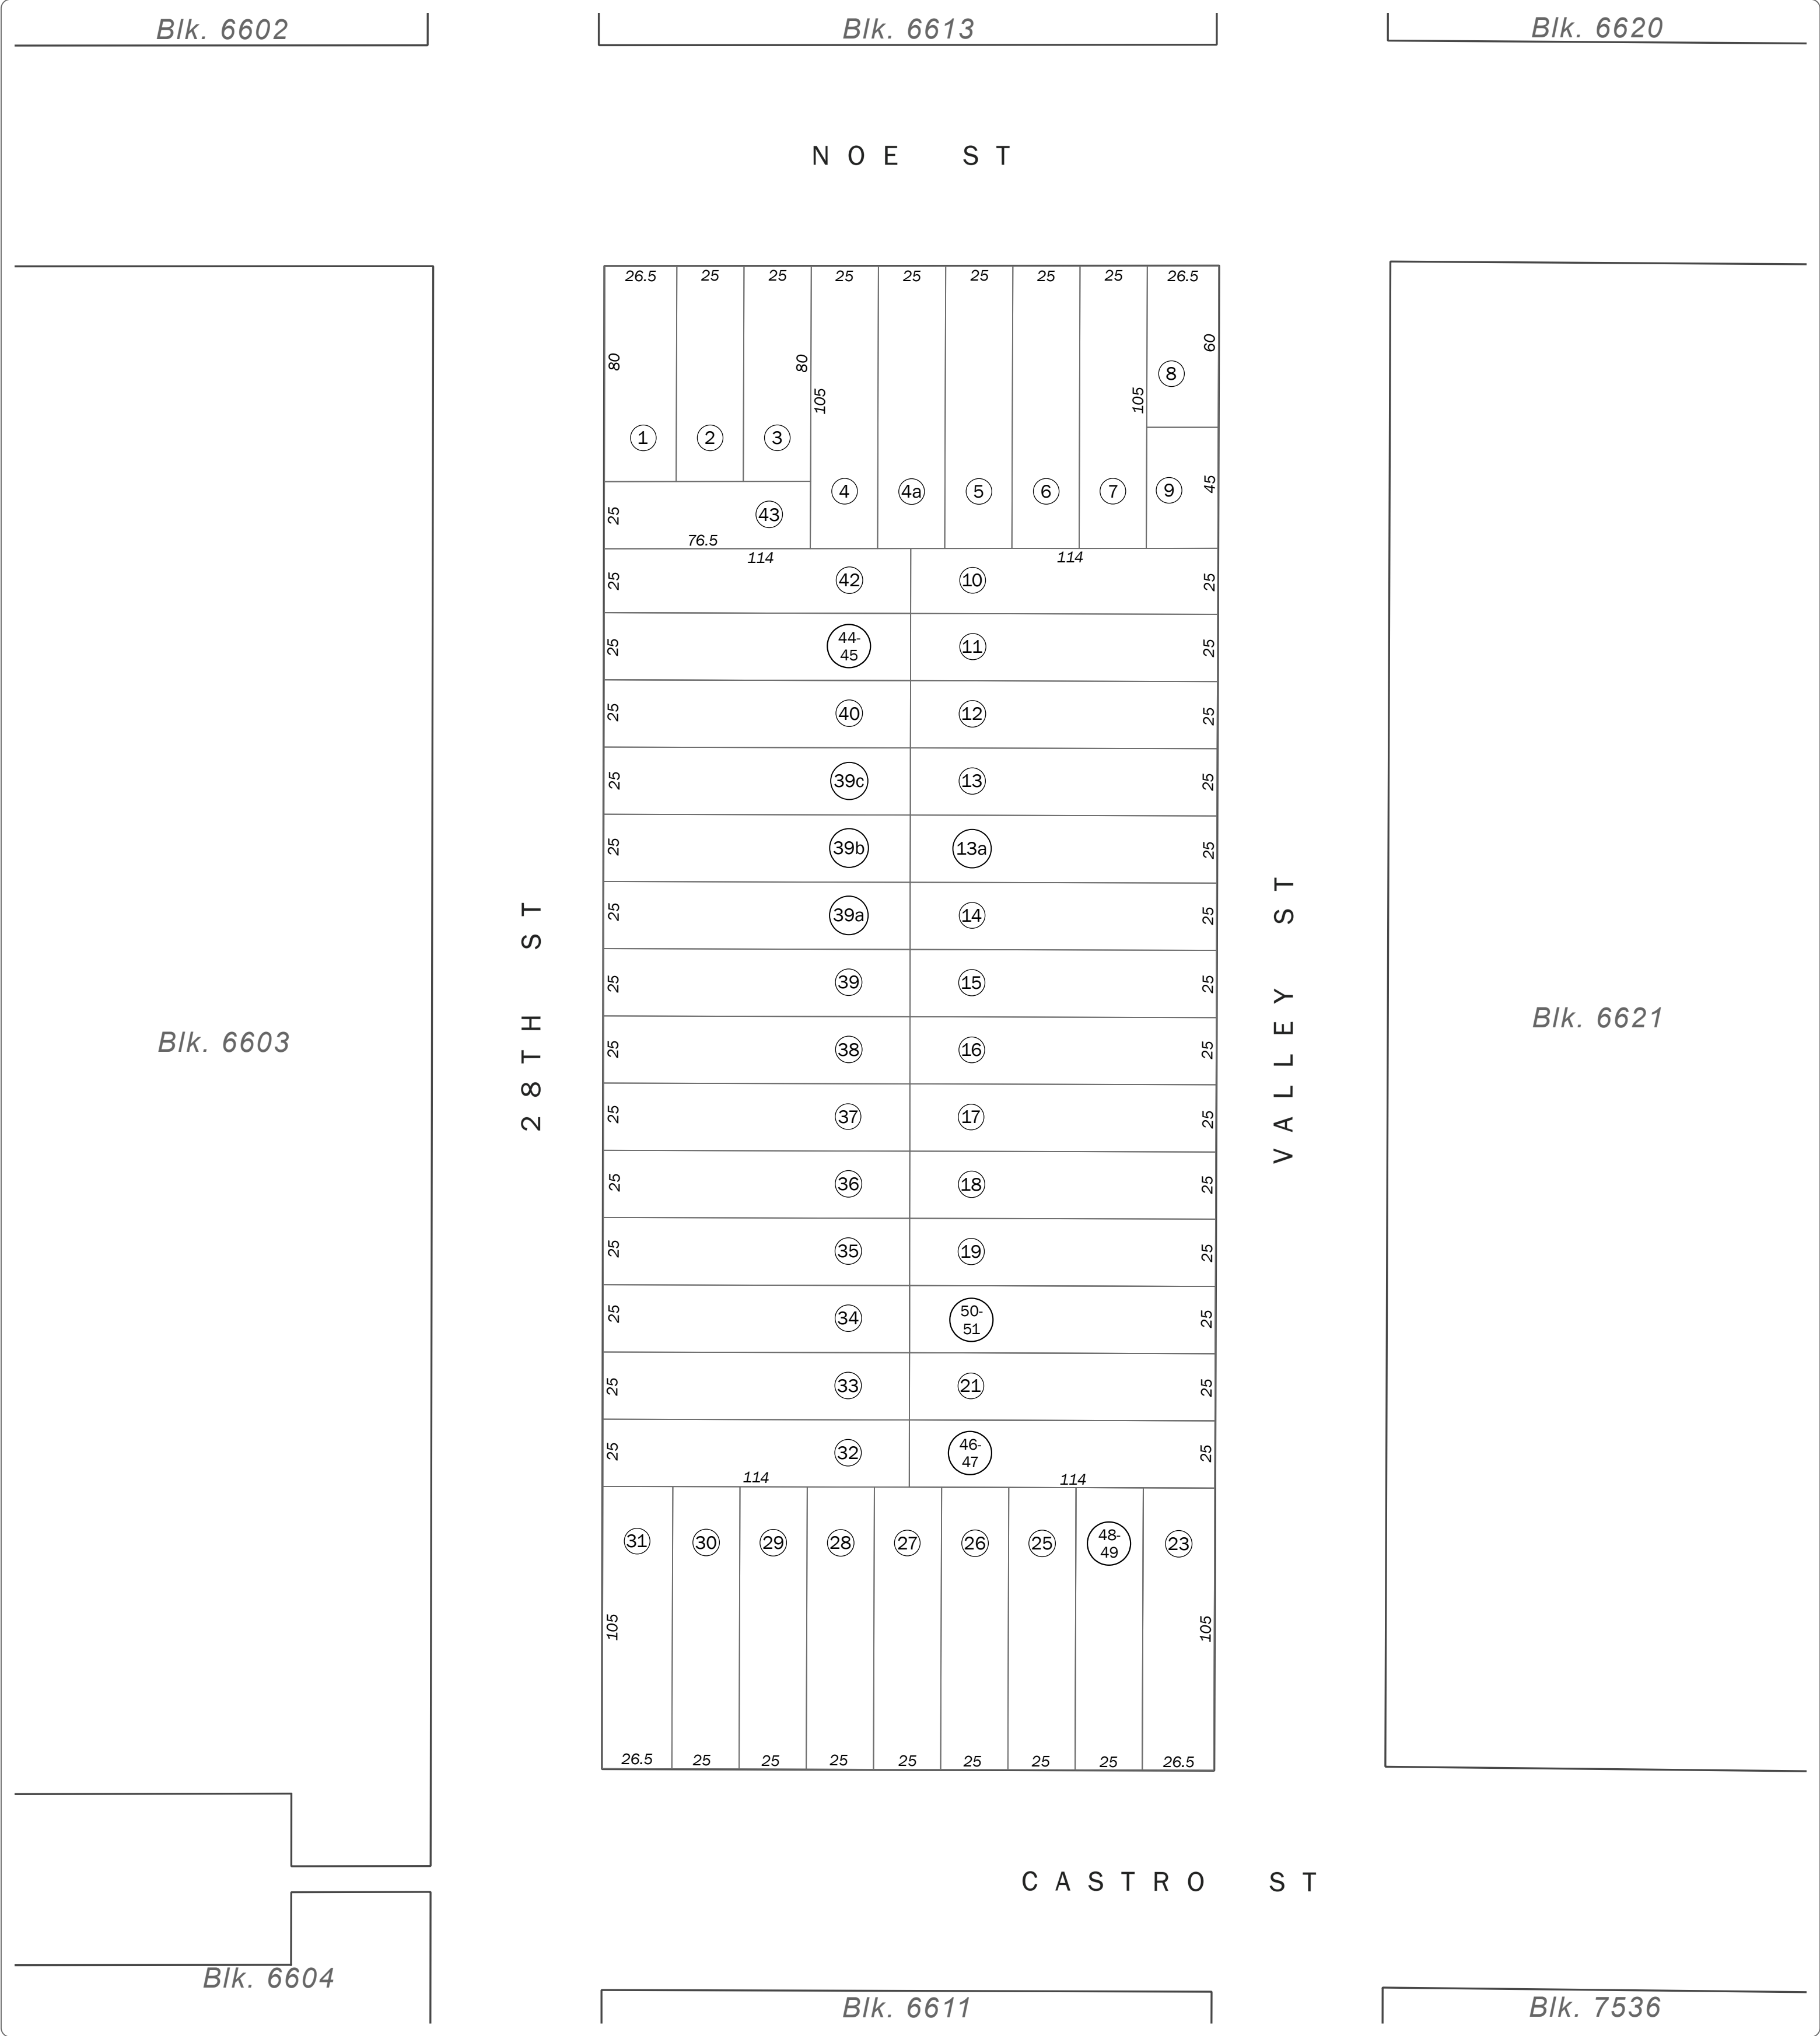 Blk. 6602
Blk. 6613
Blk. 6620
NOE ST
26.5 25 25 25 25 25 25 25 26.5
80
80
105
105
60
8
1 2 3
4 4a 5 6 7 9
45
25
43
76.5
114
114
25 42 10 25
25 44-
45 11 25
25 40 12 25
25 39c 13 25
25 39b 13a 25
25 39a 14 25
25 39 15 25
25 38 16 25
25 37 17 25
25 36 18 25
25 35 19 25
25 34 50-
51 25
25 33 21 25
25 32 46-
47 25
114
114
28TH ST
VALLEY ST
Blk. 6603
Blk. 6621
31 30 29 28 27 26 25 48-
49 23
105
105
26.5 25 25 25 25 25 25 25 26.5
CASTRO ST
Blk. 6604
Blk. 6611
Blk. 7536